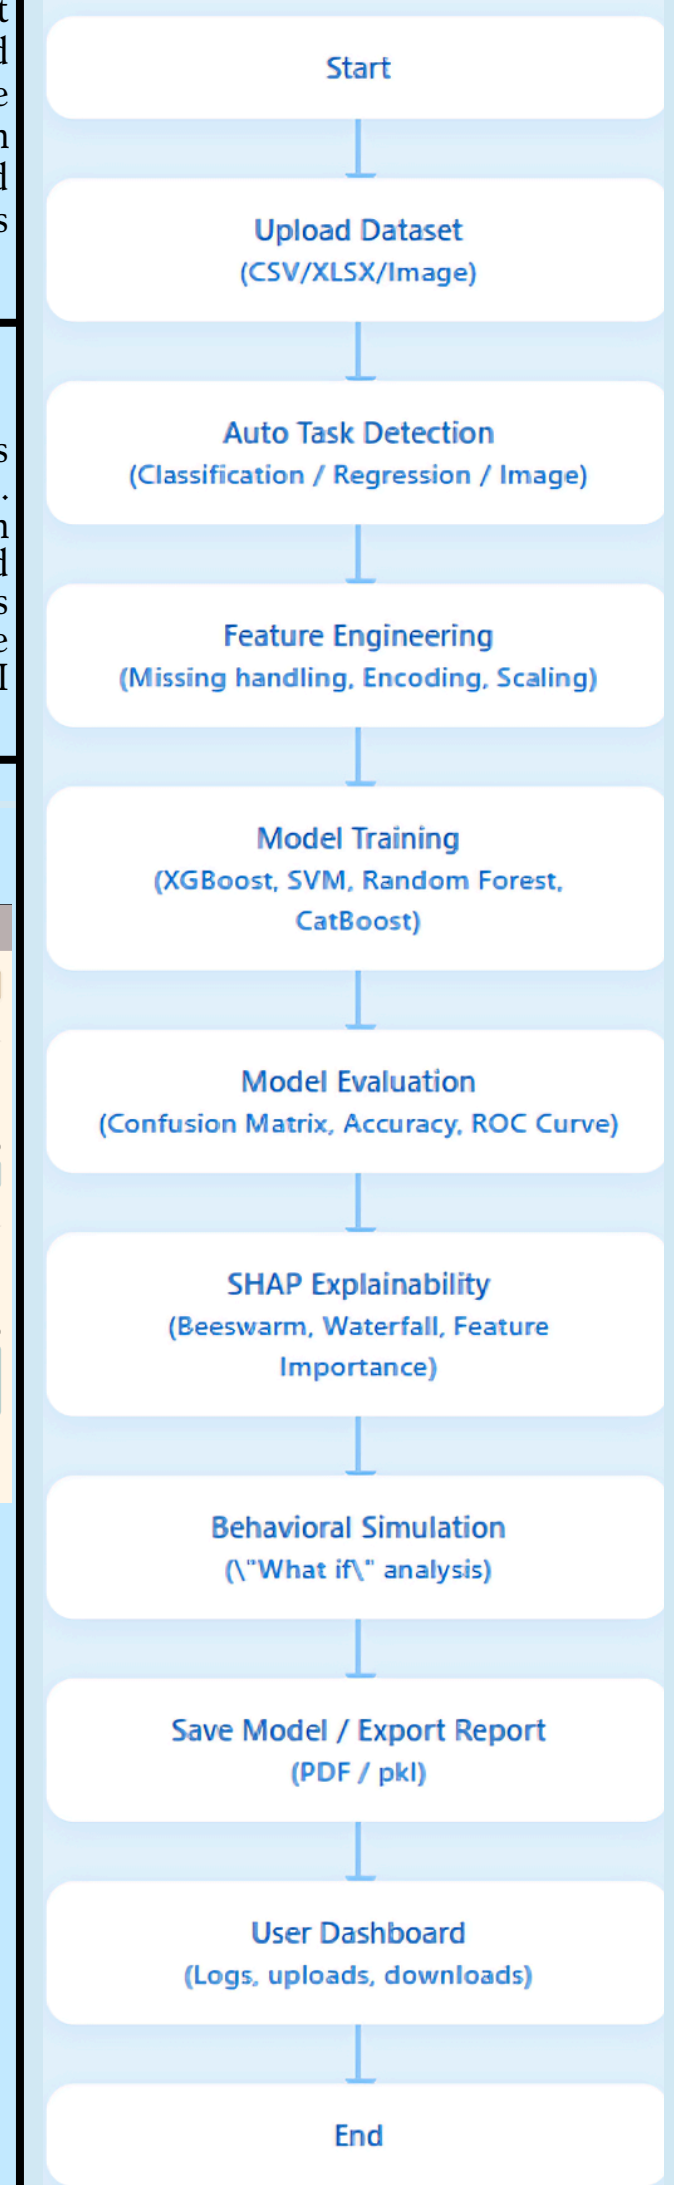 t
d
e
n
d
s
s
.
n
d
s
e
I
Start
Upload Dataset
(CSV/XLSX/Image)
Auto Task Detection
(Classification / Regression / Image)
Feature Engineering
(Missing handling, Encoding, Scaling)
Model Training
(XGBoost, SVM, Random Forest,
CatBoost)
Model Evaluation
(Confusion Matrix, Accuracy, ROC Curve)
SHAP Explainability
(Beeswarm, Waterfall, Feature
Importance)
Behavioral Simulation
(\"What if\" analysis)
Save Model / Export Report
(PDF / pkl)
User Dashboard
(Logs, uploads, downloads)
End